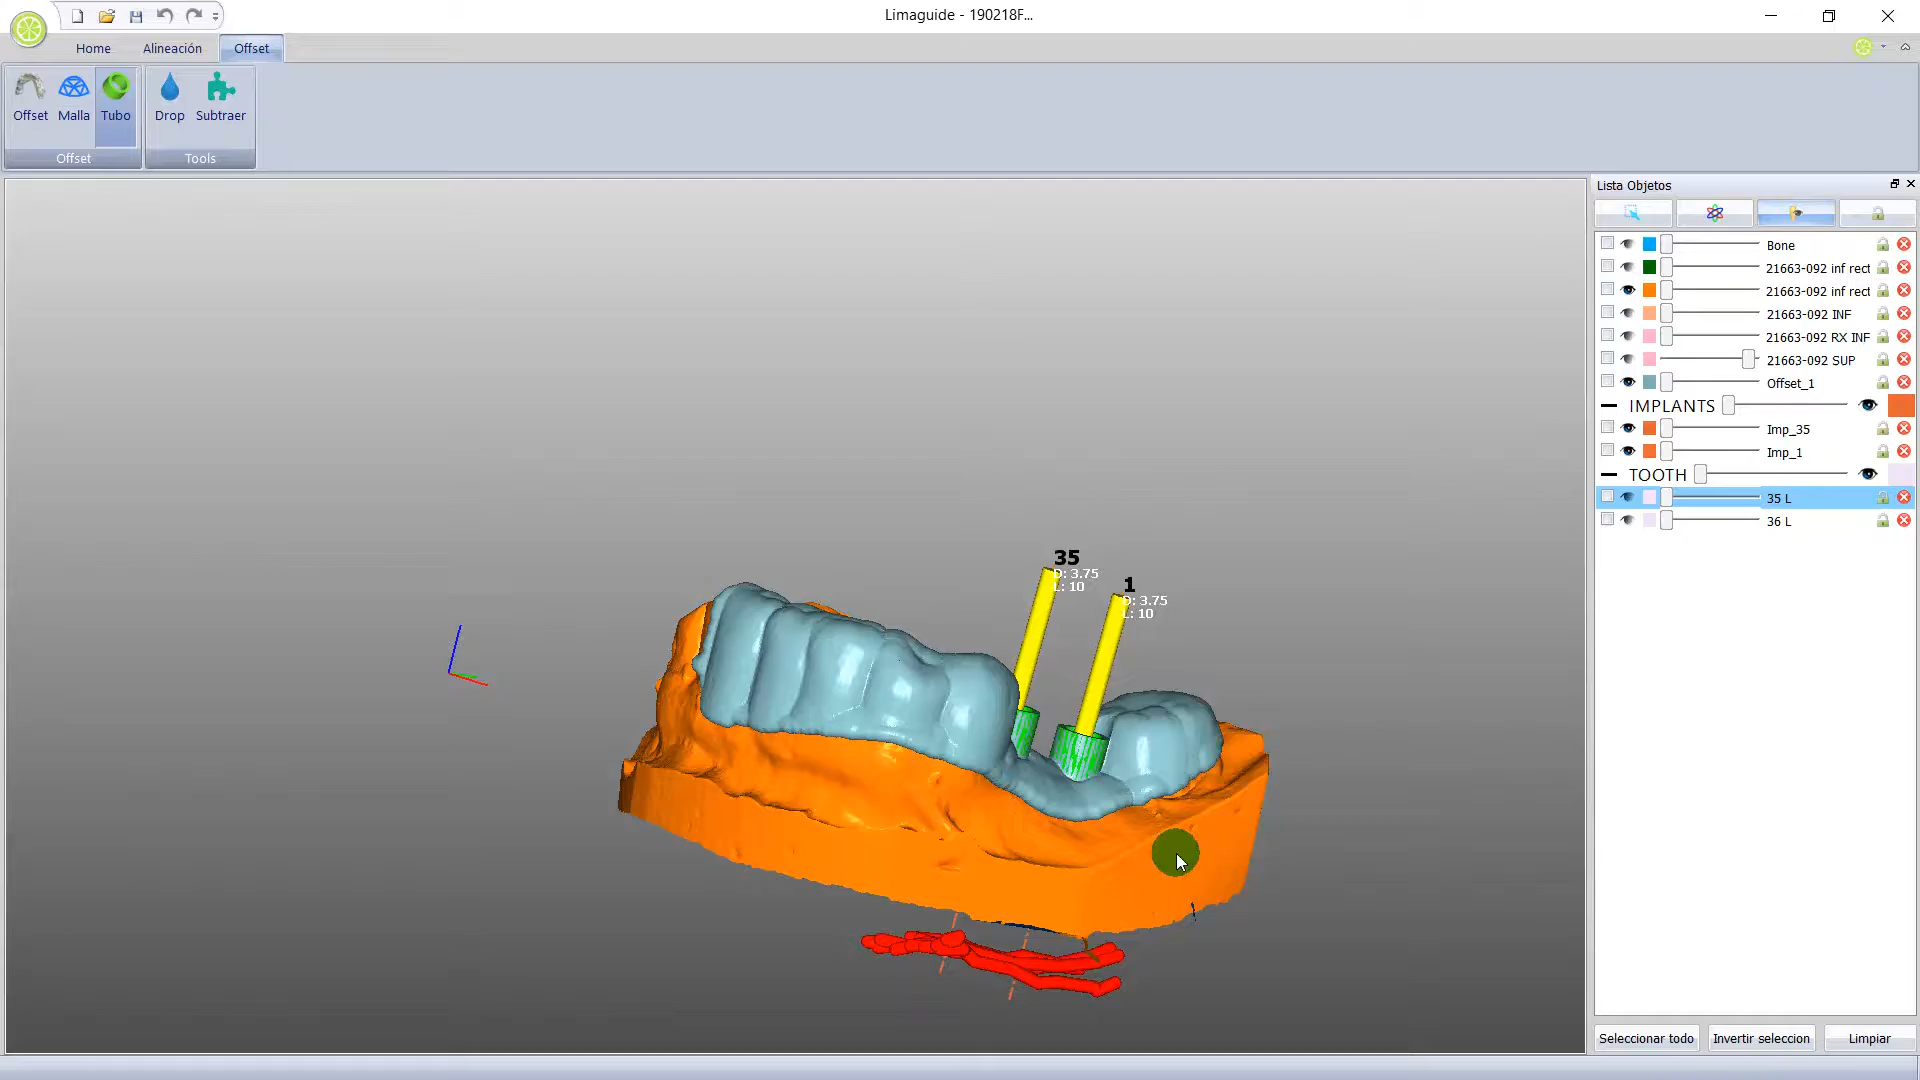 Limaguide - 190218F...
Home
Alineación
Offset
Offset
Malla
Tubo
Drop
Subtraer
Offset
Tools
Lista Objetos
Bone
21663-092 inf rect
21663-092 inf rect
21663-092 INF
21663-092 RX INF
21663-092 SUP
Offset_1
IMPLANTS
Imp_35
Imp_1
TOOTH
35 L
36 L
35
D: 3.75
L: 10
1
D: 3.75
L: 10
Seleccionar todo
Invertir seleccion
Limpiar